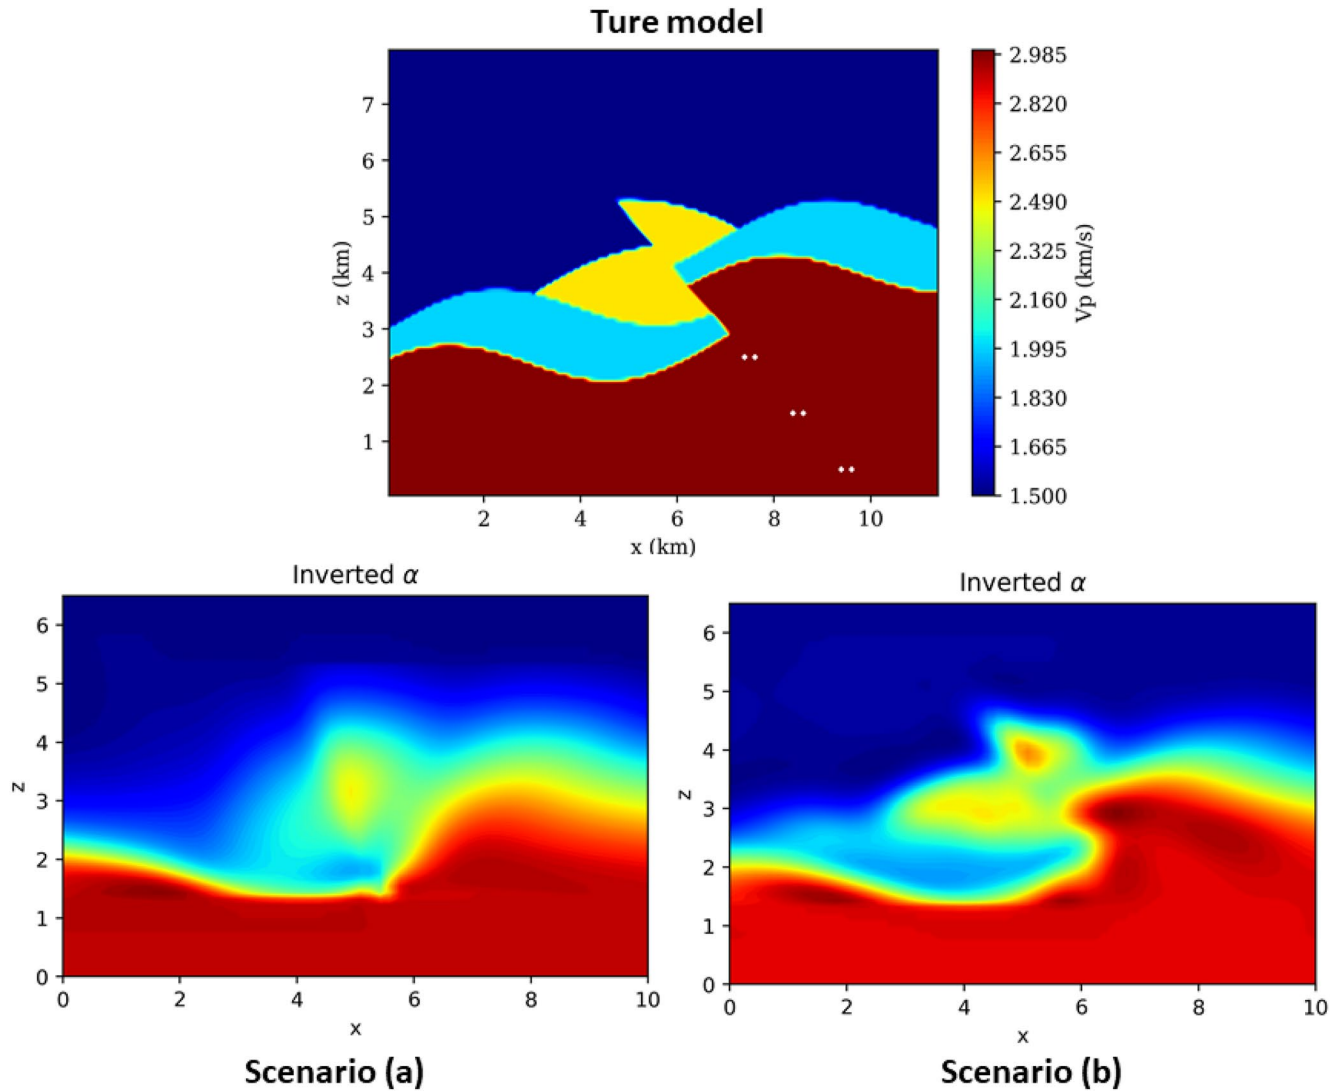 Ture model
7
6
5
4
3
2
1
z (km)
2 4 6 8 10
x (km)
2.985
2.820
2.655
2.490
2.325
2.160
1.995
1.830
1.665
1.500
Vp (km/s)
Inverted α
6
5
4
3
2
1
0
z
0 2 4 6 8 10
x
Scenario (a)
Inverted α
6
5
4
3
2
1
0
z
0 2 4 6 8 10
x
Scenario (b)